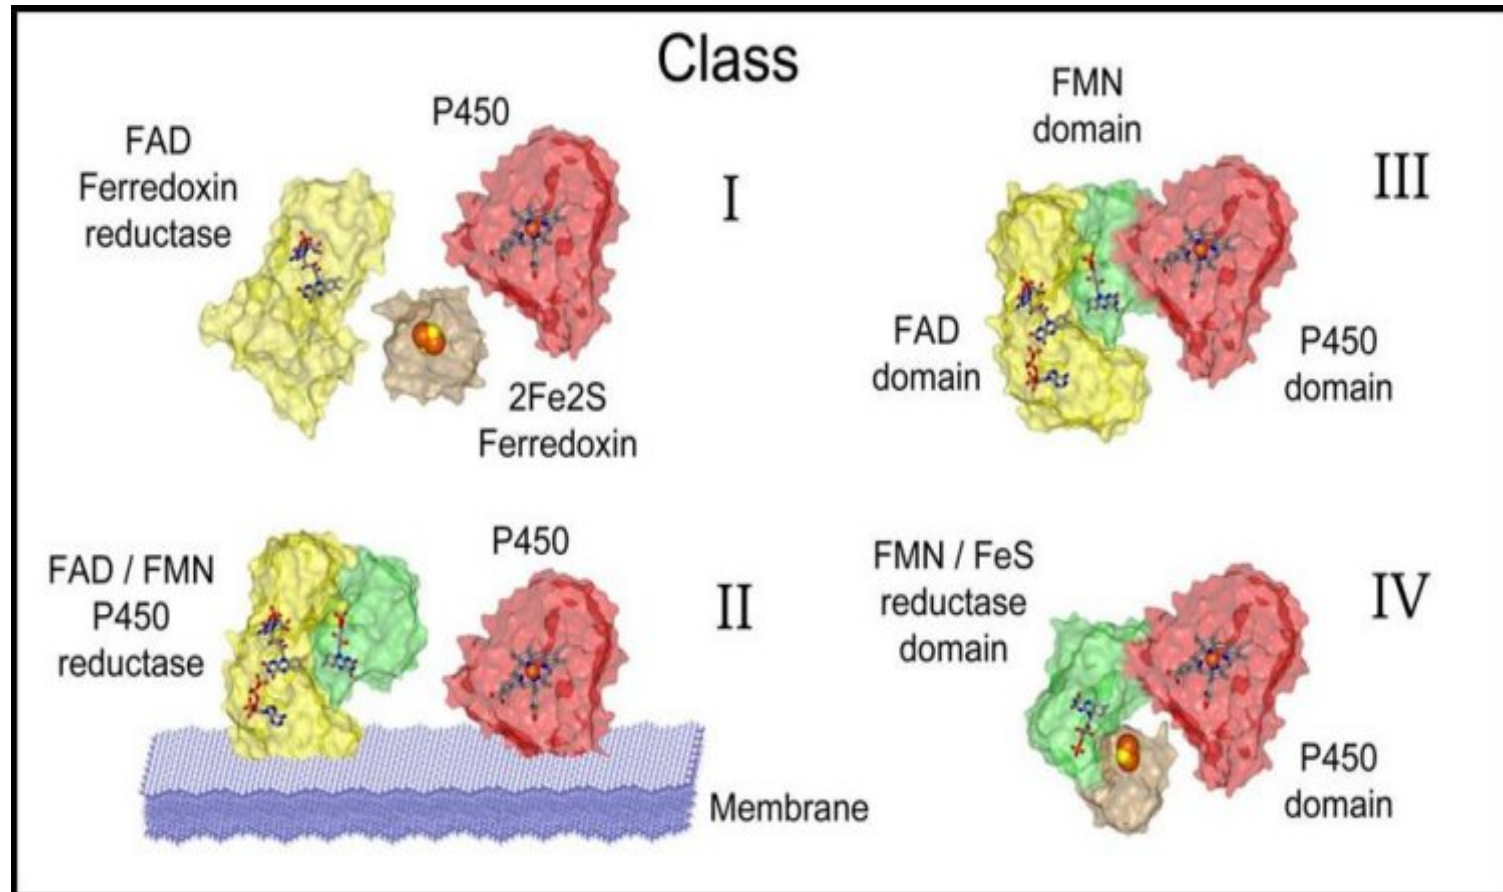 Class
FAD
Ferredoxin
reductase
P450
I
2Fe2S
Ferredoxin
FMN
domain
III
FAD
domain
P450
domain
FAD / FMN
P450
reductase
P450
II
Membrane
FMN / FeS
reductase
domain
IV
P450
domain